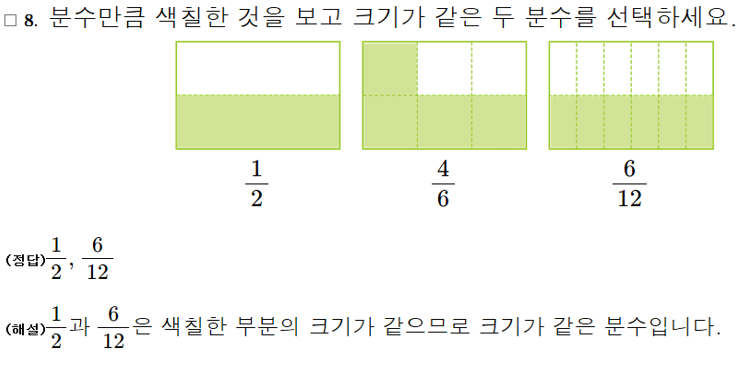 □ 8. 분수만큼 색칠한 것을 보고 크기가 같은 두 분수를 선택하세요.
1/2 4/6 6/12
(정답) 1/2, 6/12
(해설) 1/2과 6/12은 색칠한 부분의 크기가 같으므로 크기가 같은 분수입니다.